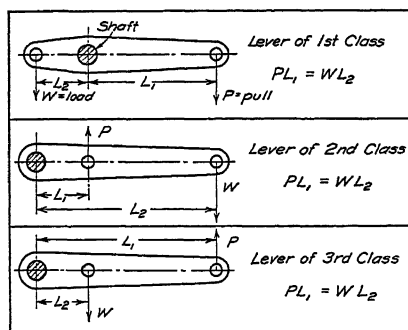 Shaft
L₂
L₁
W=load
P=pull
Lever of 1st Class
PL₁ = WL₂
P
L₁
L₂
W
Lever of 2nd Class
PL₁ = WL₂
L₁
P
L₂
W
Lever of 3rd Class
PL₁ = WL₂